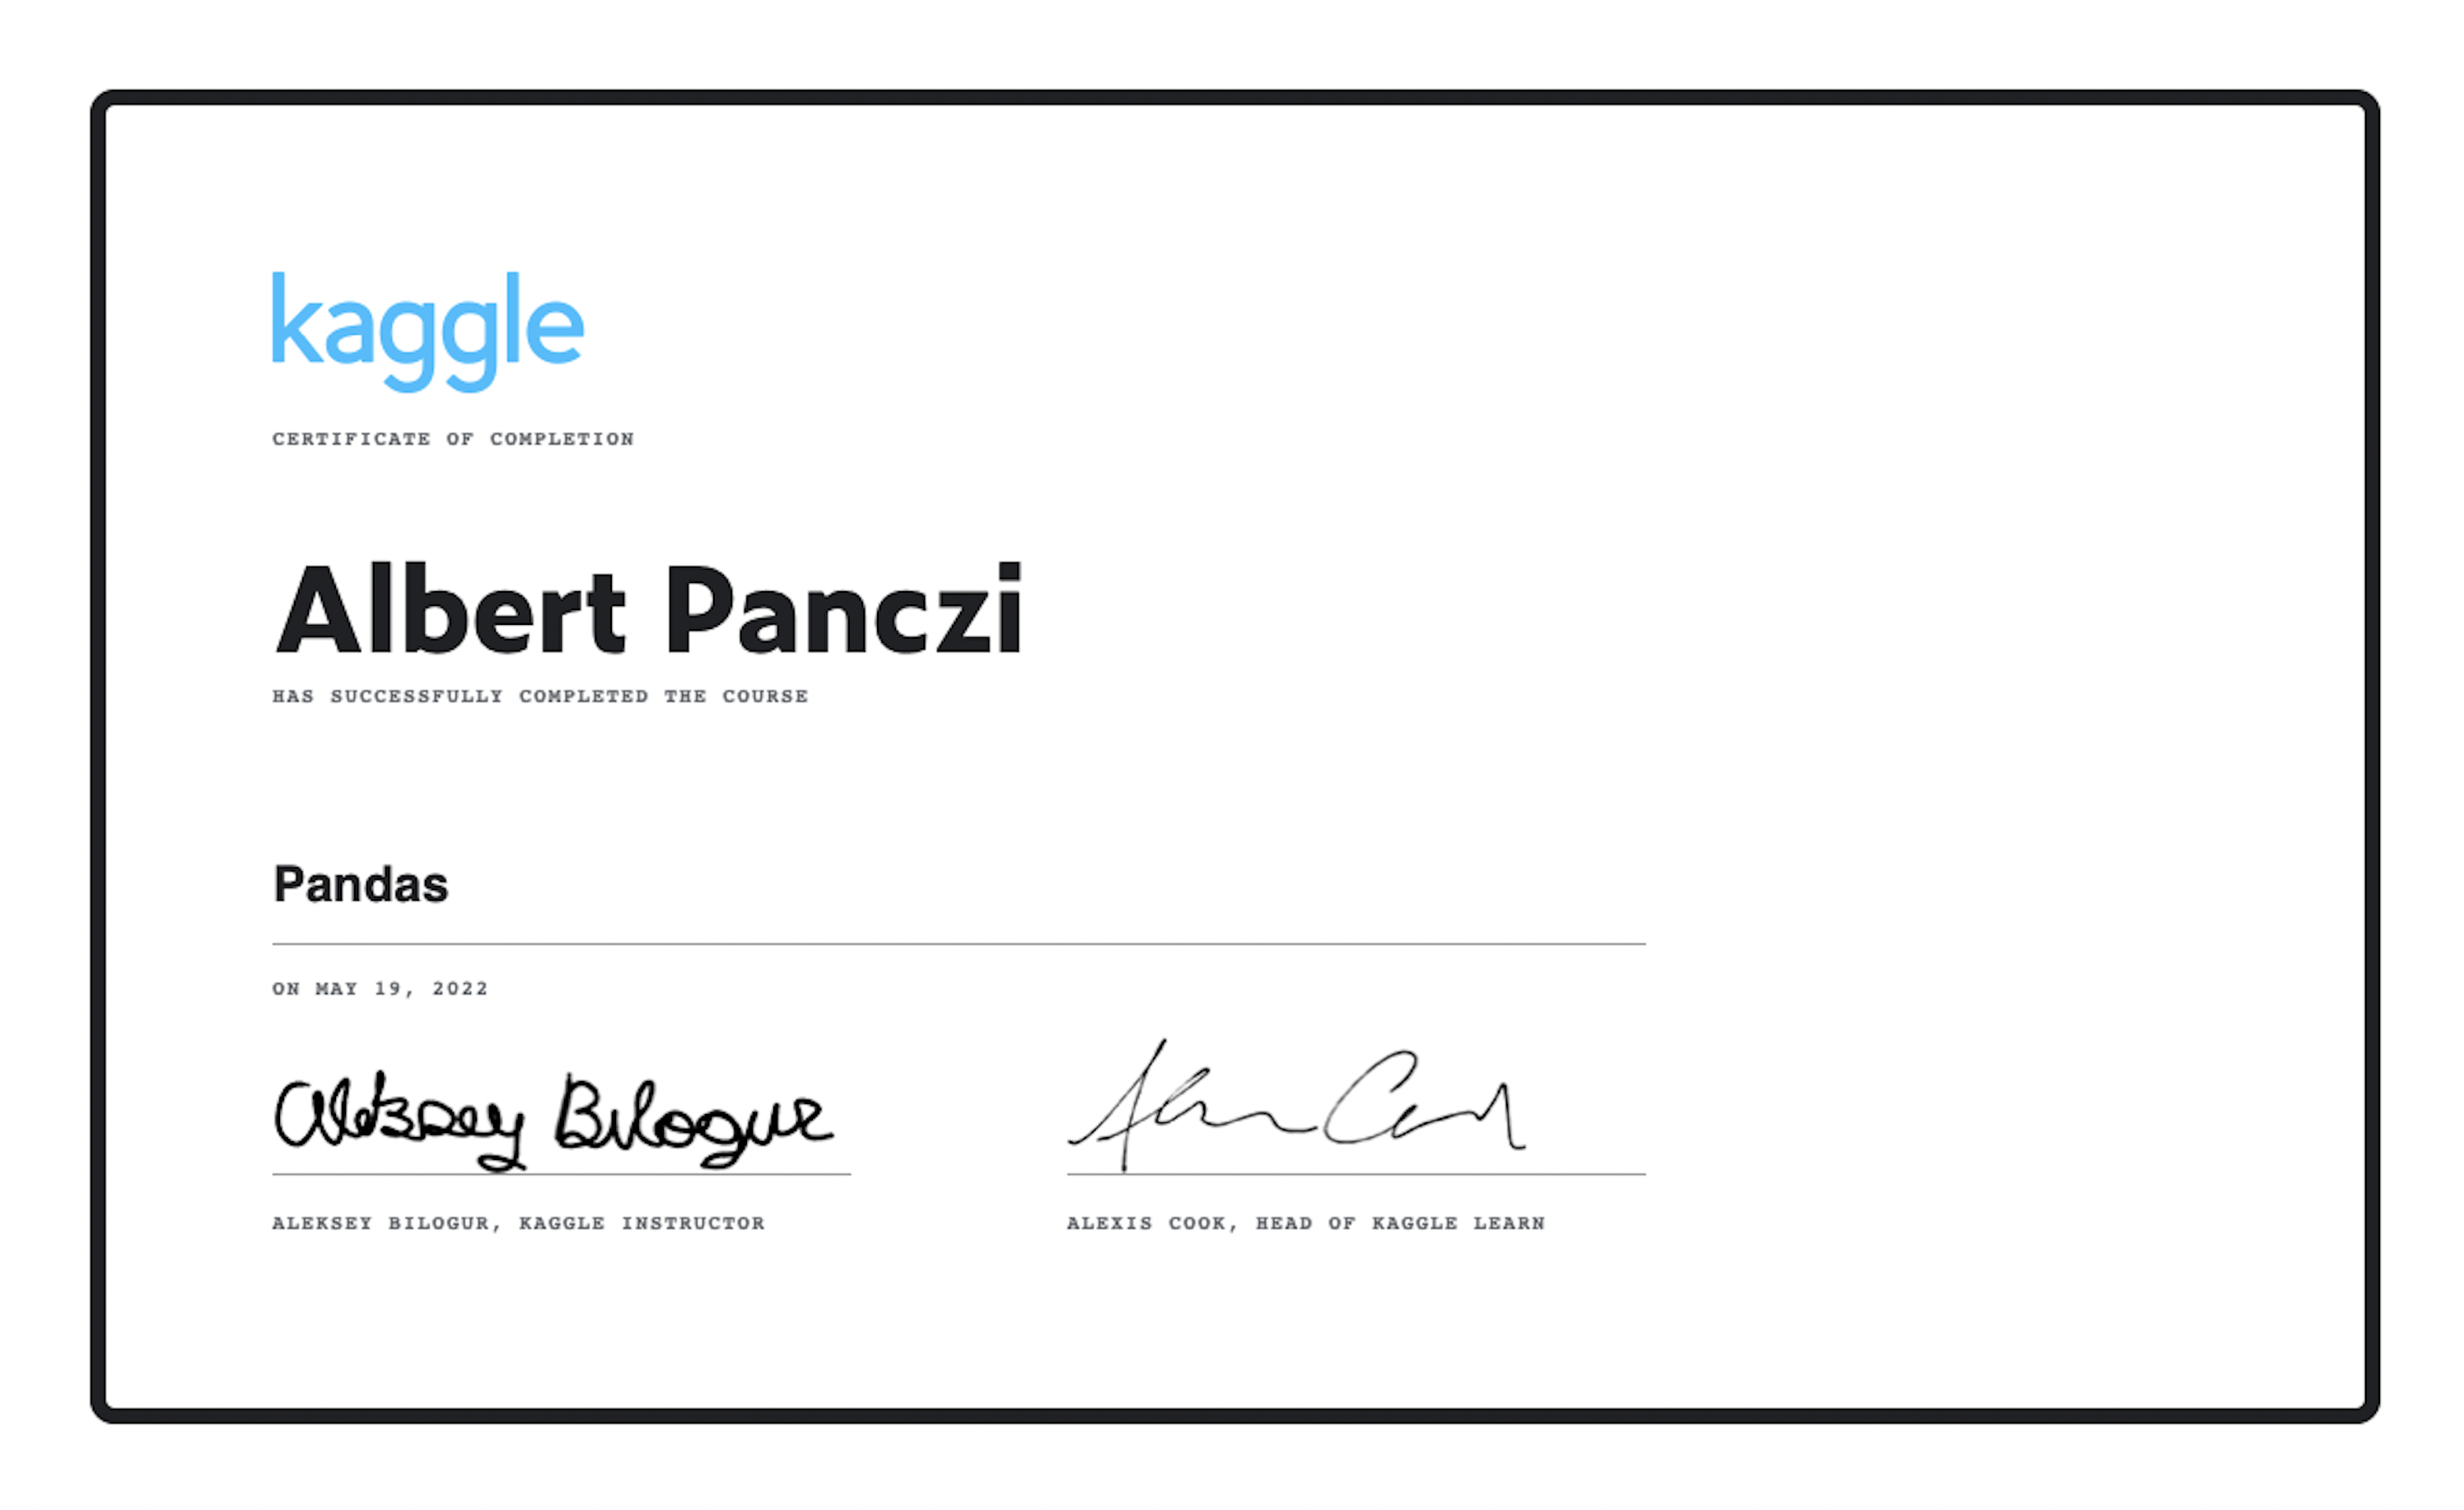 kaggle
CERTIFICATE OF COMPLETION
Albert Panczi
HAS SUCCESSFULLY COMPLETED THE COURSE
Pandas
ON MAY 19, 2022
Aleksey Bilogur
ALEKSEY BILOGUR, KAGGLE INSTRUCTOR
ALEXIS COOK, HEAD OF KAGGLE LEARN